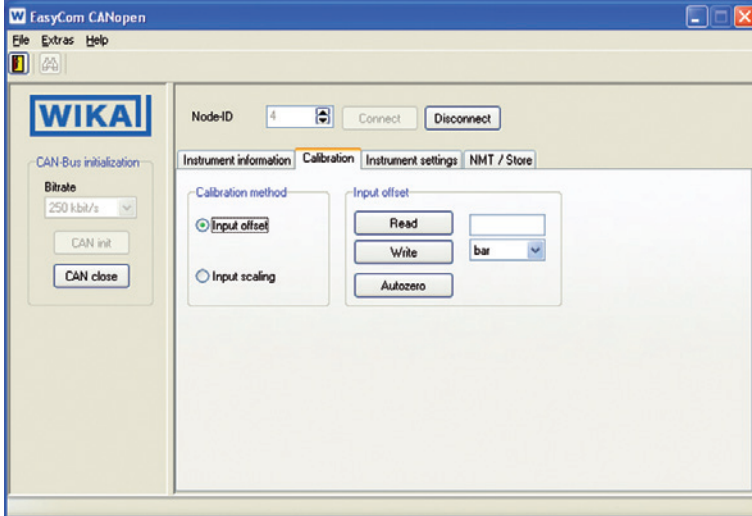 EasyCom CANopen
File Extras Help
WIKA
Node-ID 4 Connect Disconnect
CAN-Bus initialization
Bitrate
250 kbit/s
CAN init
CAN close
Instrument information Calibration Instrument settings NMT / Store
Calibration method
Input offset
Input scaling
Input offset
Read
Write bar
Autozero